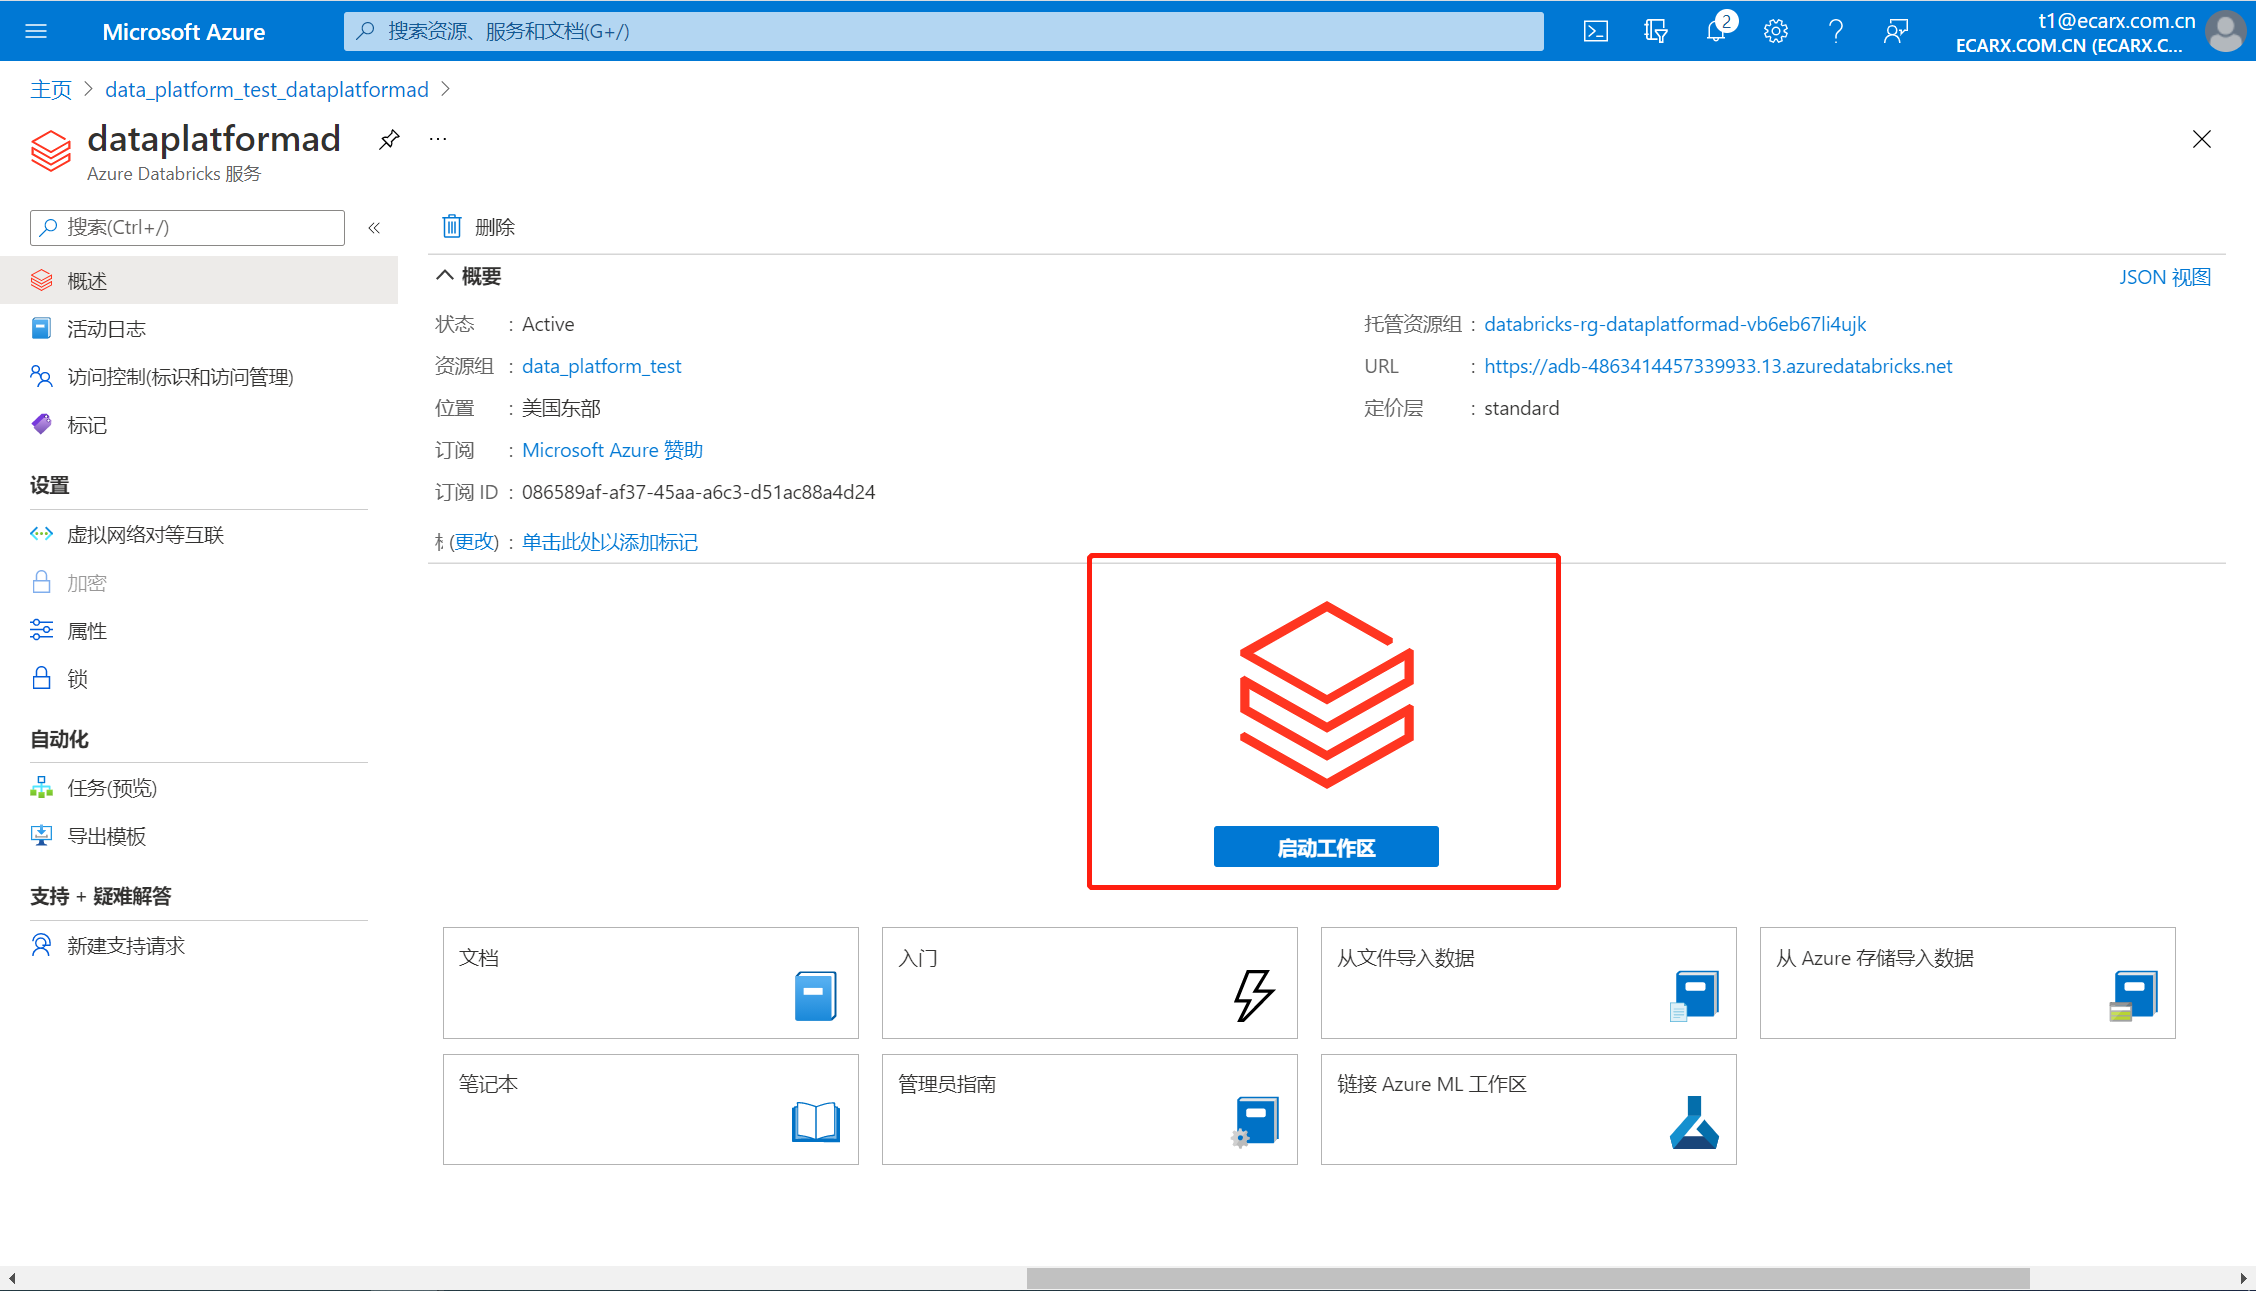 Microsoft Azure
搜索资源、服务和文档(G+/)
2
t1@ecarx.com.cn
ECARX.COM.CN (ECARX.C...
主页 > data_platform_test_dataplatformad >
dataplatformad
...
Azure Databricks 服务
搜索(Ctrl+/)
«
删除
概述
活动日志
访问控制(标识和访问管理)
标记
设置
虚拟网络对等互联
加密
属性
锁
自动化
任务(预览)
导出模板
支持 + 疑难解答
新建支持请求
概要
JSON 视图
状态 : Active
资源组 : data_platform_test
位置 : 美国东部
订阅 : Microsoft Azure 赞助
订阅 ID : 086589af-af37-45aa-a6c3-d51ac88a4d24
(更改) : 单击此处以添加标记
托管资源组 : databricks-rg-dataplatformad-vb6eb67li4ujk
URL : https://adb-4863414457339933.13.azuredatabricks.net
定价层 : standard
启动工作区
文档
入门
从文件导入数据
从 Azure 存储导入数据
笔记本
管理员指南
链接 Azure ML 工作区